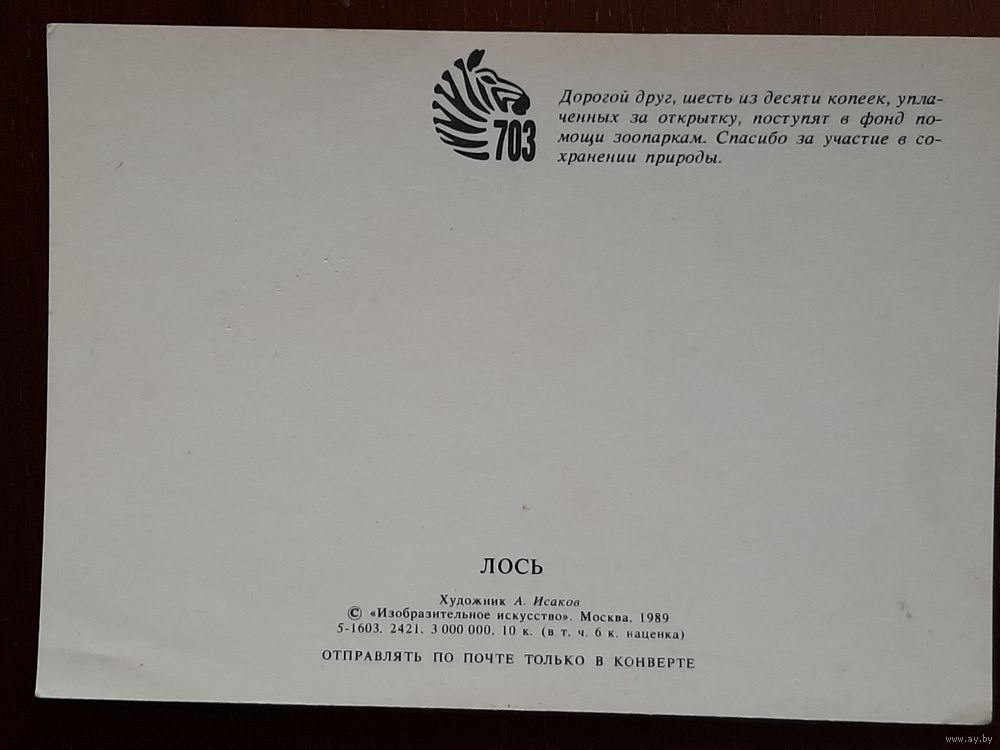 Дорогой друг, шесть из десяти копеек, упла-
ченных за открытку, поступят в фонд по-
мощи зоопаркам. Спасибо за участие в со-
хранении природы.
703
ЛОСЬ
Художник А. Исаков
© «Изобразительное искусство». Москва. 1989
5-1603. 2421. 3 000 000. 10 к. (в т. ч. 6 к. наценка)
ОТПРАВЛЯТЬ ПО ПОЧТЕ ТОЛЬКО В КОНВЕРТЕ
www.ay.by